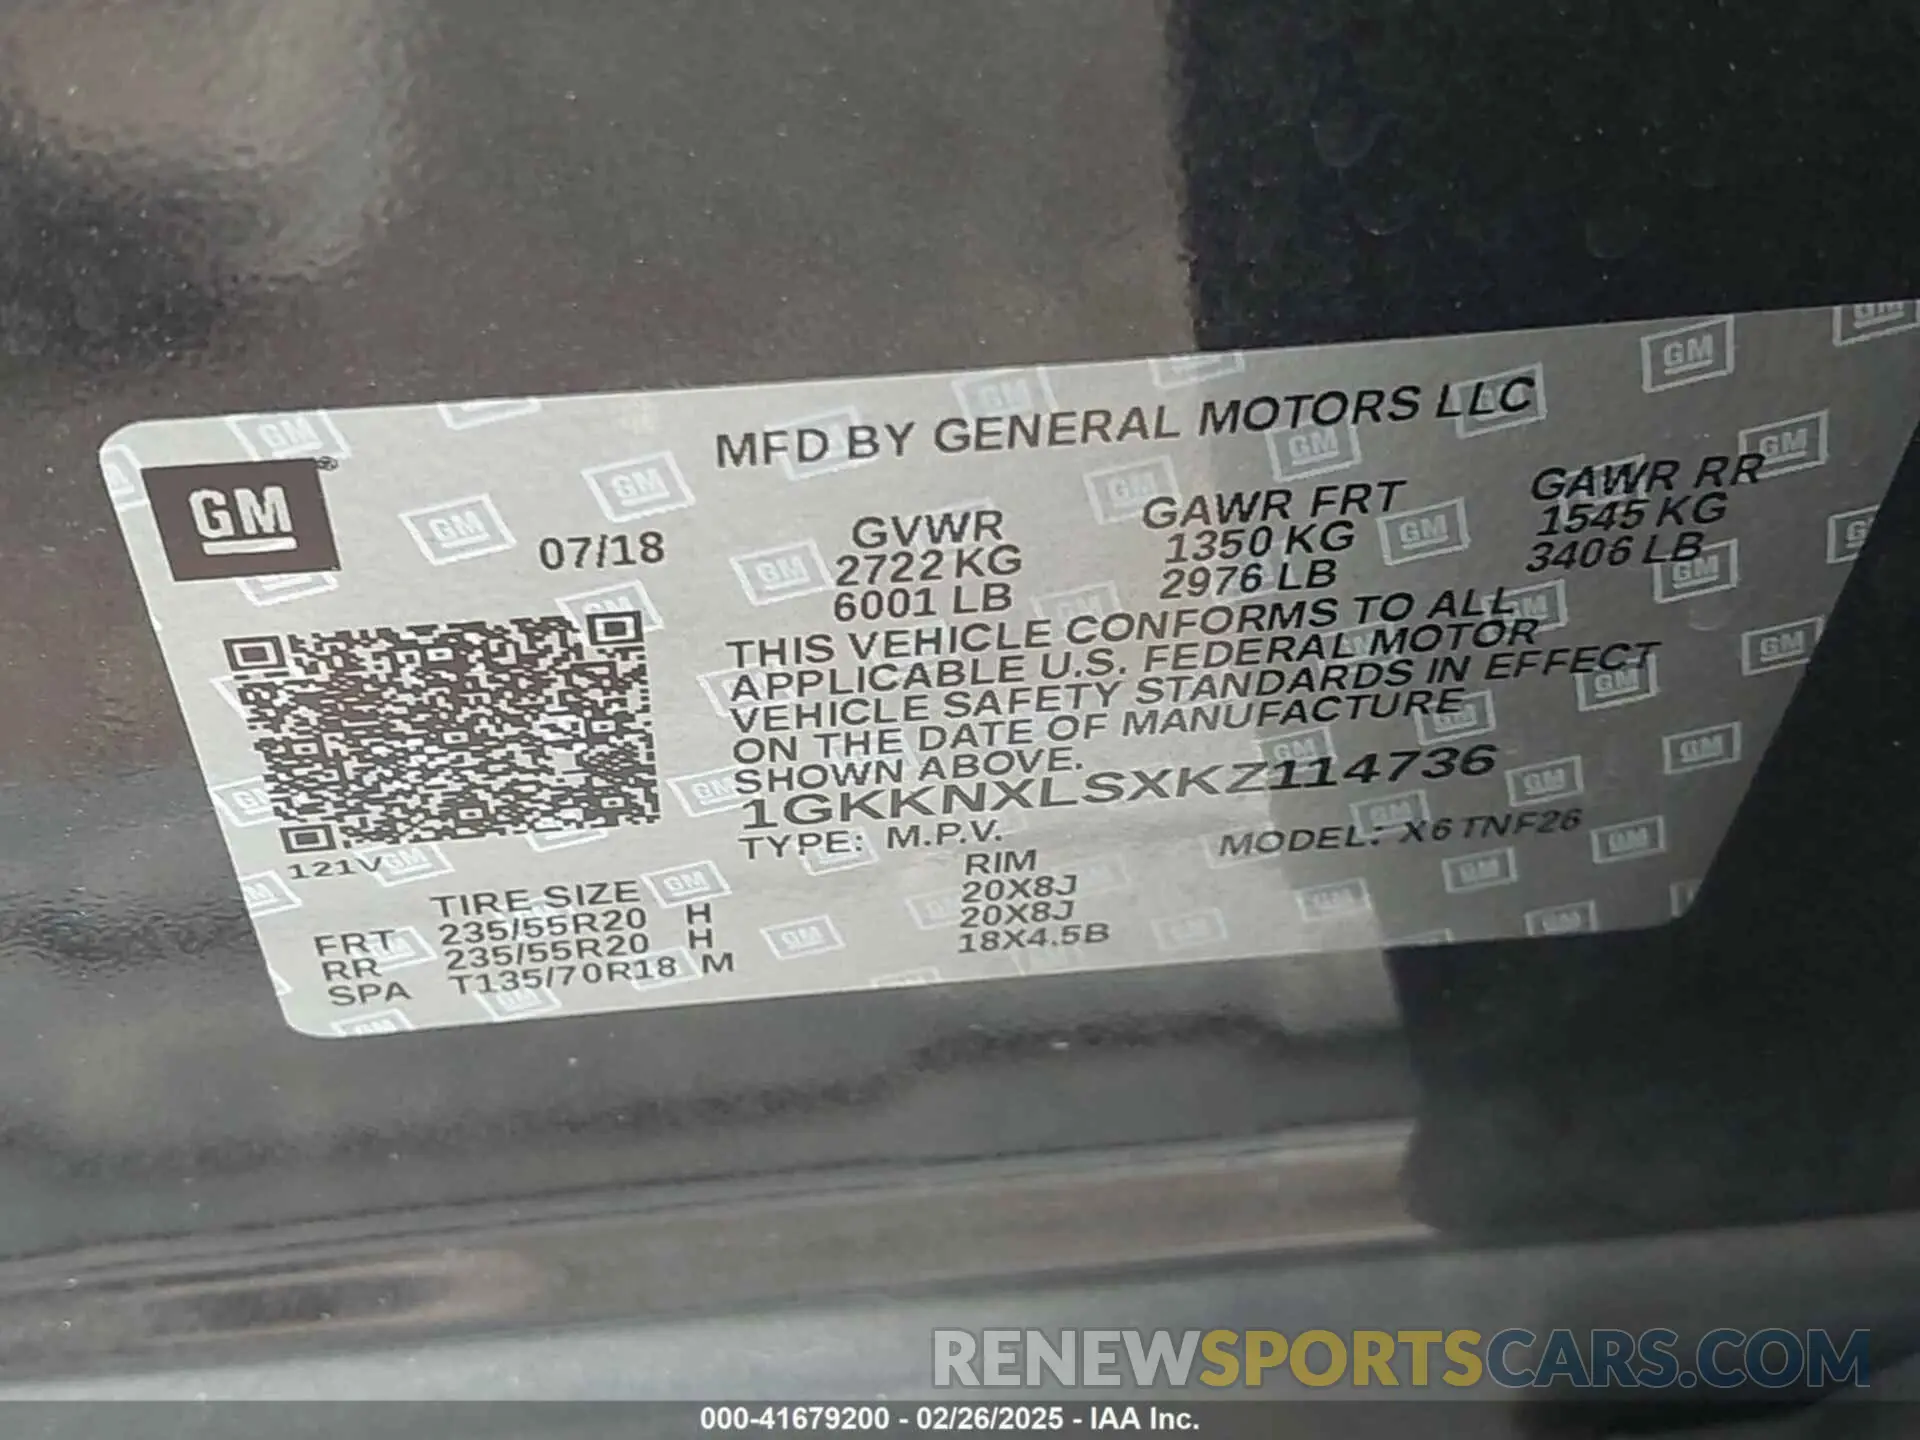 MFD BY GENERAL MOTORS LLC
GM®
07/18
GVWR
2722 KG
6001 LB
GAWR FRT
1350 KG
2976 LB
GAWR RR
1545 KG
3406 LB
THIS VEHICLE CONFORMS TO ALL
APPLICABLE U.S. FEDERAL MOTOR
VEHICLE SAFETY STANDARDS IN EFFECT
ON THE DATE OF MANUFACTURE
SHOWN ABOVE.
1GKKNXLSXKZ114736
TYPE: M.P.V. MODEL: X6TNF26
121V
TIRE SIZE RIM
FRT 235/55R20 H 20X8J
RR 235/55R20 H 20X8J
SPA T135/70R18 M 18X4.5B
RENEWSPORTSCARS.COM
000-41679200 - 02/26/2025 - IAA Inc.